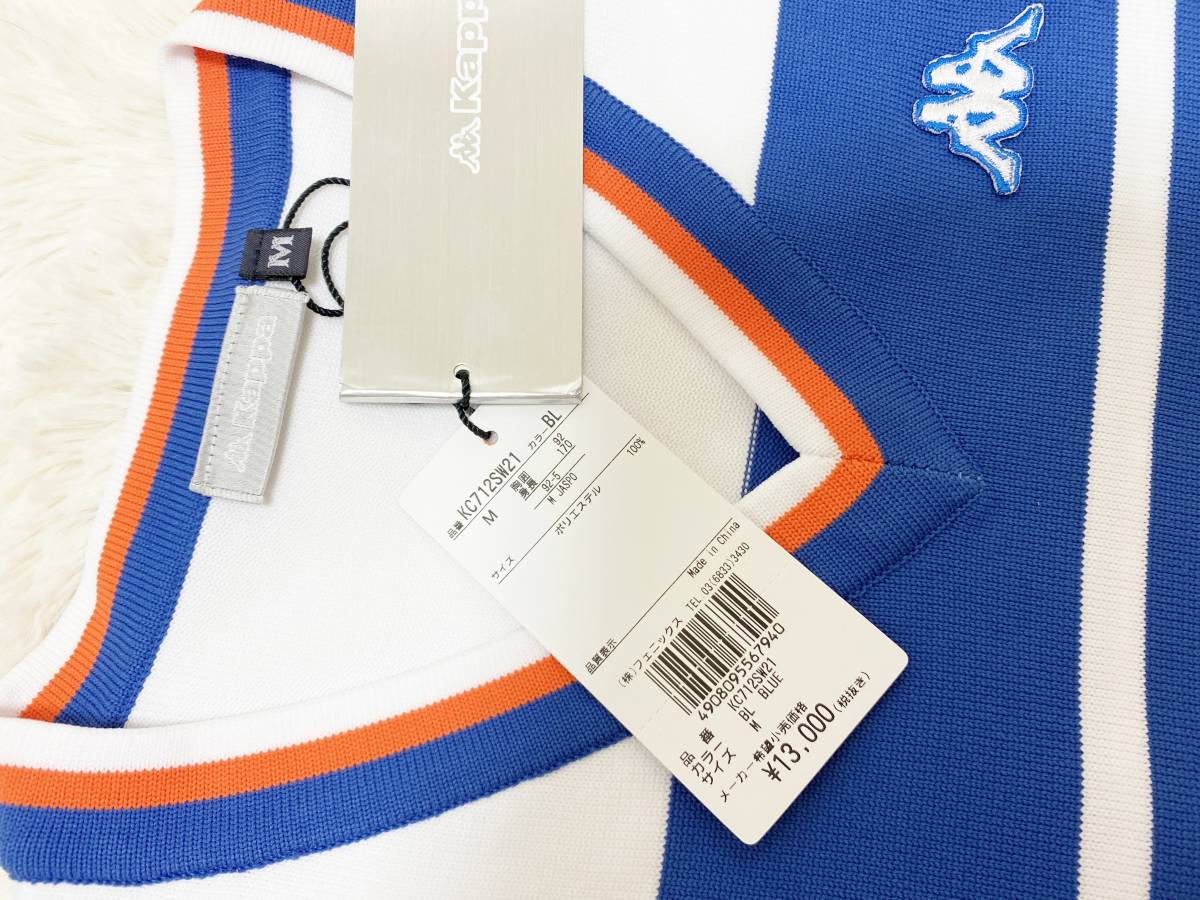 Kappa
M
Kappa
品番 KC712SW21 カラー BL
サイズ M 胸囲 92
身長 170
92-5
M JASPO
ポリエステル 100%
品質表示
Made in China
(株)フェニックス TEL 03(6833)3430
4908095567940
品番 KC712SW21
カラー BL BLUE
サイズ M
メーカー希望小売価格
¥13,000(税抜き)